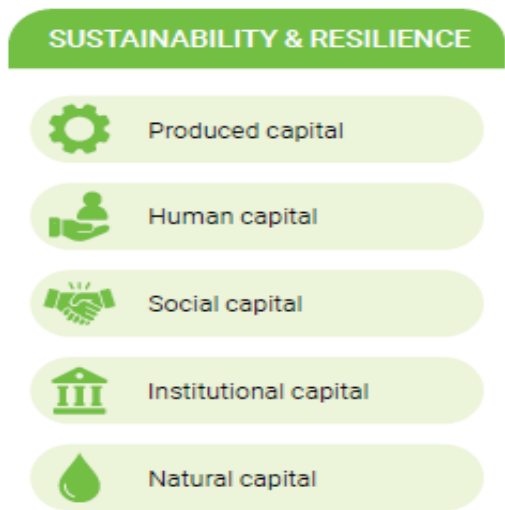 SUSTAINABILITY & RESILIENCE
Produced capital
Human capital
Social capital
Institutional capital
Natural capital